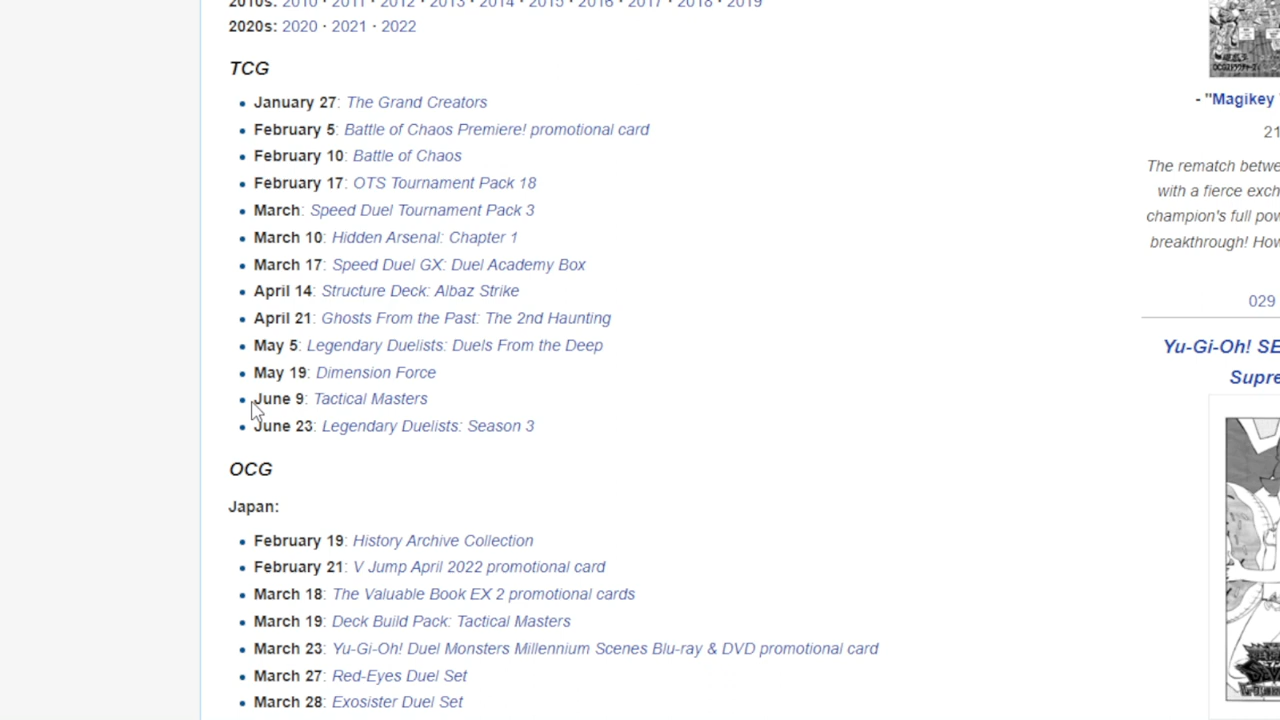 2010s: 2010 · 2011 · 2012 · 2013 · 2014 · 2015 · 2016 · 2017 · 2018 · 2019
2020s: 2020 · 2021 · 2022
TCG
January 27: The Grand Creators
February 5: Battle of Chaos Premiere! promotional card
February 10: Battle of Chaos
February 17: OTS Tournament Pack 18
March: Speed Duel Tournament Pack 3
March 10: Hidden Arsenal: Chapter 1
March 17: Speed Duel GX: Duel Academy Box
April 14: Structure Deck: Albaz Strike
April 21: Ghosts From the Past: The 2nd Haunting
May 5: Legendary Duelists: Duels From the Deep
May 19: Dimension Force
June 9: Tactical Masters
June 23: Legendary Duelists: Season 3
OCG
Japan:
February 19: History Archive Collection
February 21: V Jump April 2022 promotional card
March 18: The Valuable Book EX 2 promotional cards
March 19: Deck Build Pack: Tactical Masters
March 23: Yu-Gi-Oh! Duel Monsters Millennium Scenes Blu-ray & DVD promotional card
March 27: Red-Eyes Duel Set
March 28: Exosister Duel Set
- "Magikey
21
The rematch betwe
with a fierce exch
champion's full pow
breakthrough! How
029
Yu-Gi-Oh! SE
Supre